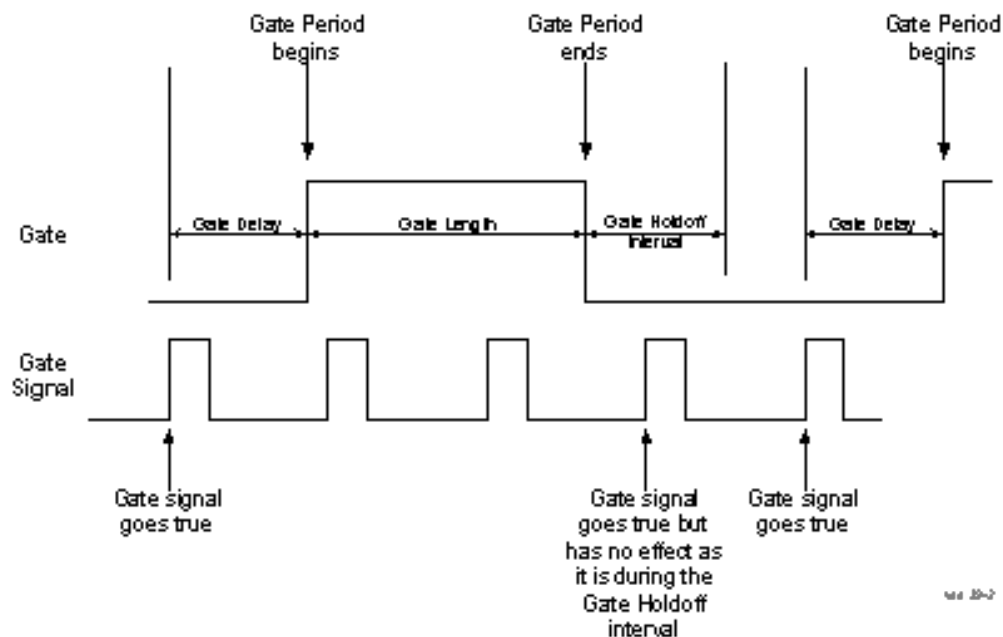 Gate Period
begins
Gate Period
ends
Gate Period
begins
Gate
Gate Delay
Gate Length
Gate Holdoff
Interval
Gate Delay
Gate
Signal
Gate signal
goes true
Gate signal
goes true but
has no effect as
it is during the
Gate Holdoff
interval
Gate signal
goes true